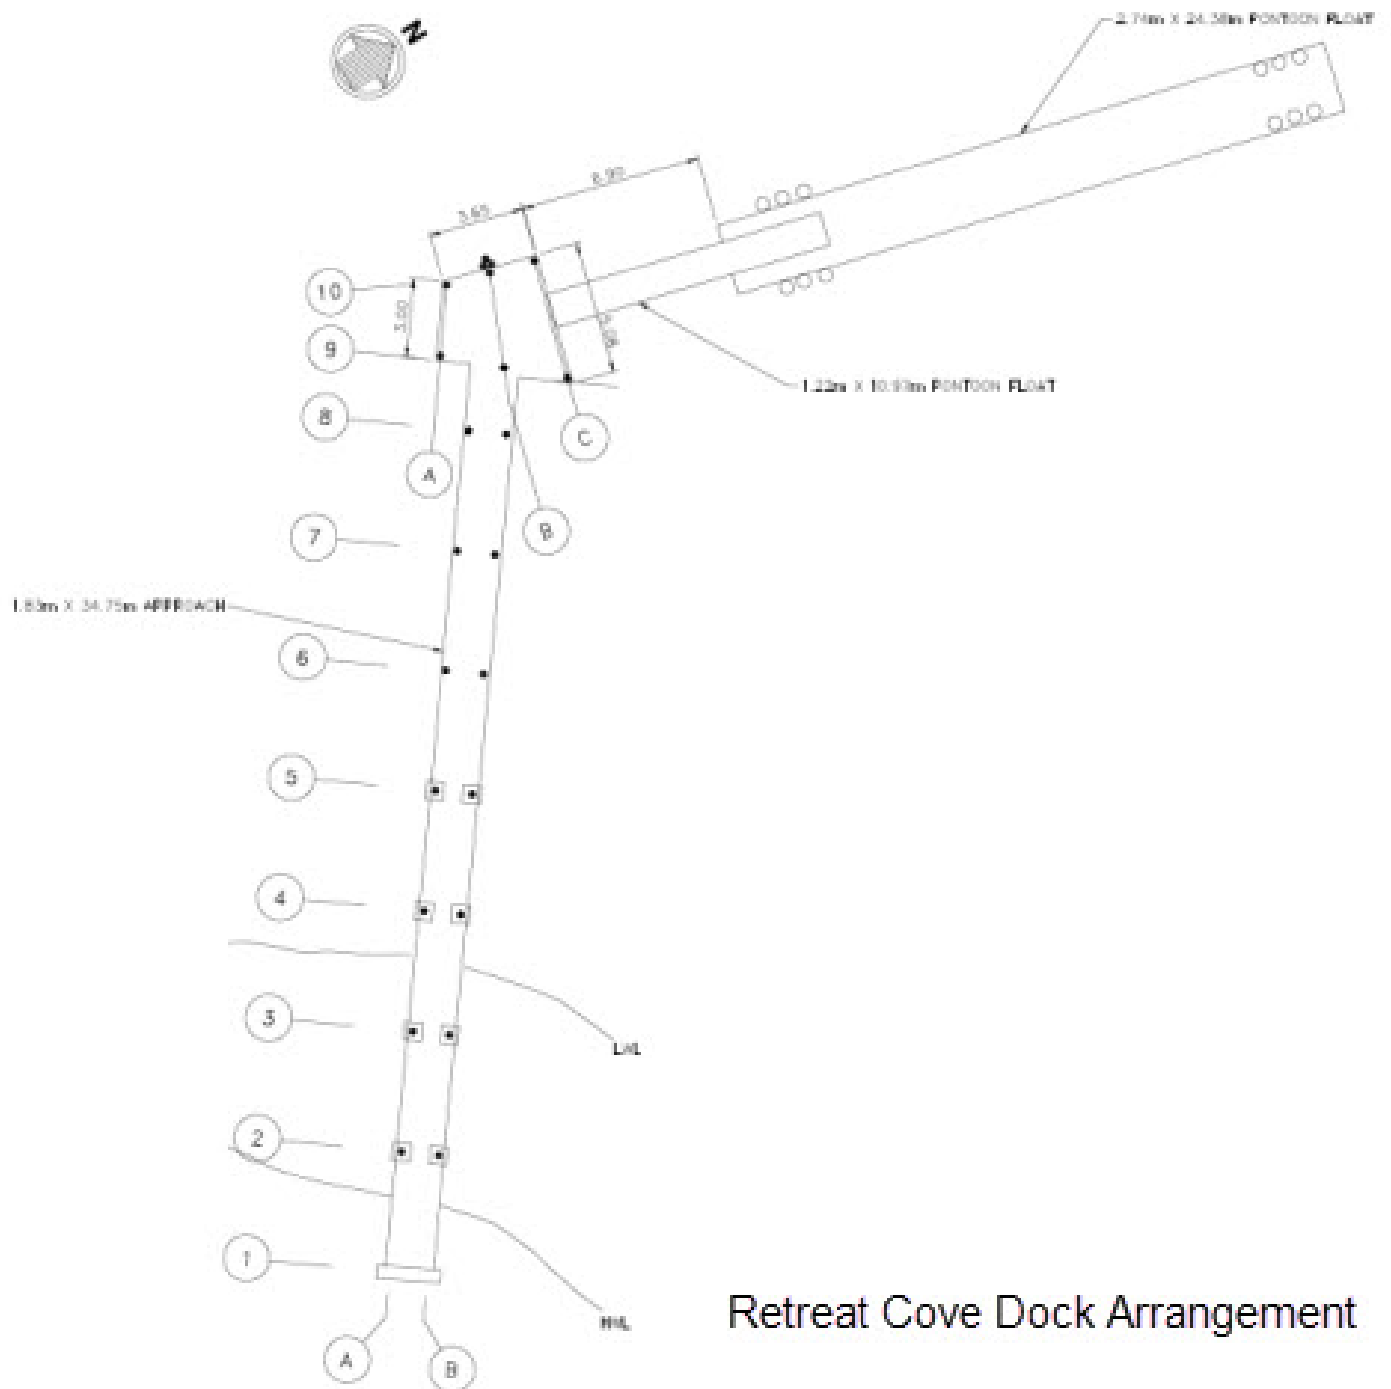 N
2.74m X 24.38m PONTOON FLOAT
8.90
3.65
10
3.00
9
1.22m X 10.93m PONTOON FLOAT
8
C
A
B
7
1.83m X 34.75m APPROACH
6
5
4
3
LWL
2
1
Retreat Cove Dock Arrangement
HWL
A
B